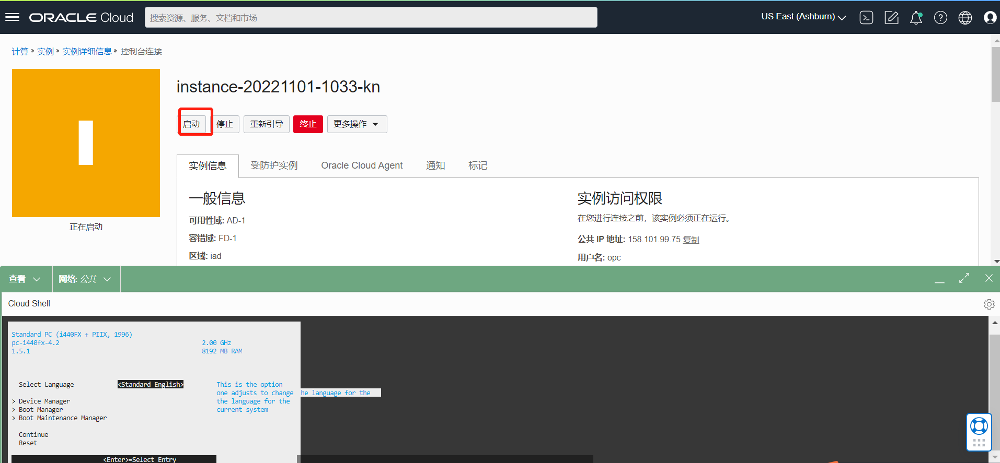 ORACLE Cloud
搜索资源、服务、文档和市场
US East (Ashburn)
计算 » 实例 » 实例详细信息 » 控制台连接
instance-20221101-1033-kn
启动
停止
重新引导
终止
更多操作
实例信息
受防护实例
Oracle Cloud Agent
通知
标记
正在启动
一般信息
可用性域: AD-1
容错域: FD-1
区域: iad
实例访问权限
在您进行连接之前，该实例必须正在运行。
公共 IP 地址: 158.101.99.75 复制
用户名: opc
查看
网络: 公共
Cloud Shell
Standard PC (i440FX + PIIX, 1996)
pc-i440fx-4.2 2.00 GHz
1.5.1 8192 MB RAM
Select Language <Standard English> This is the option
one adjusts to change he language for the
> Device Manager the language for the
> Boot Manager current system
> Boot Maintenance Manager
Continue
Reset
<Enter>=Select Entry